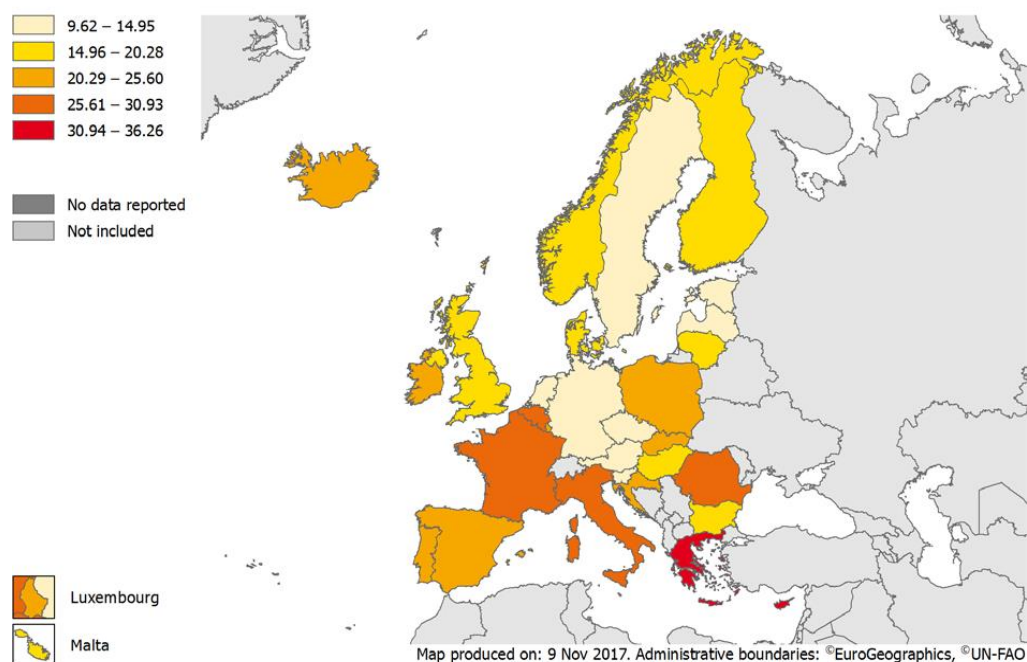 9.62 – 14.95
14.96 – 20.28
20.29 – 25.60
25.61 – 30.93
30.94 – 36.26
No data reported
Not included
Luxembourg
Malta
Map produced on: 9 Nov 2017. Administrative boundaries: ©EuroGeographics, ©UN-FAO